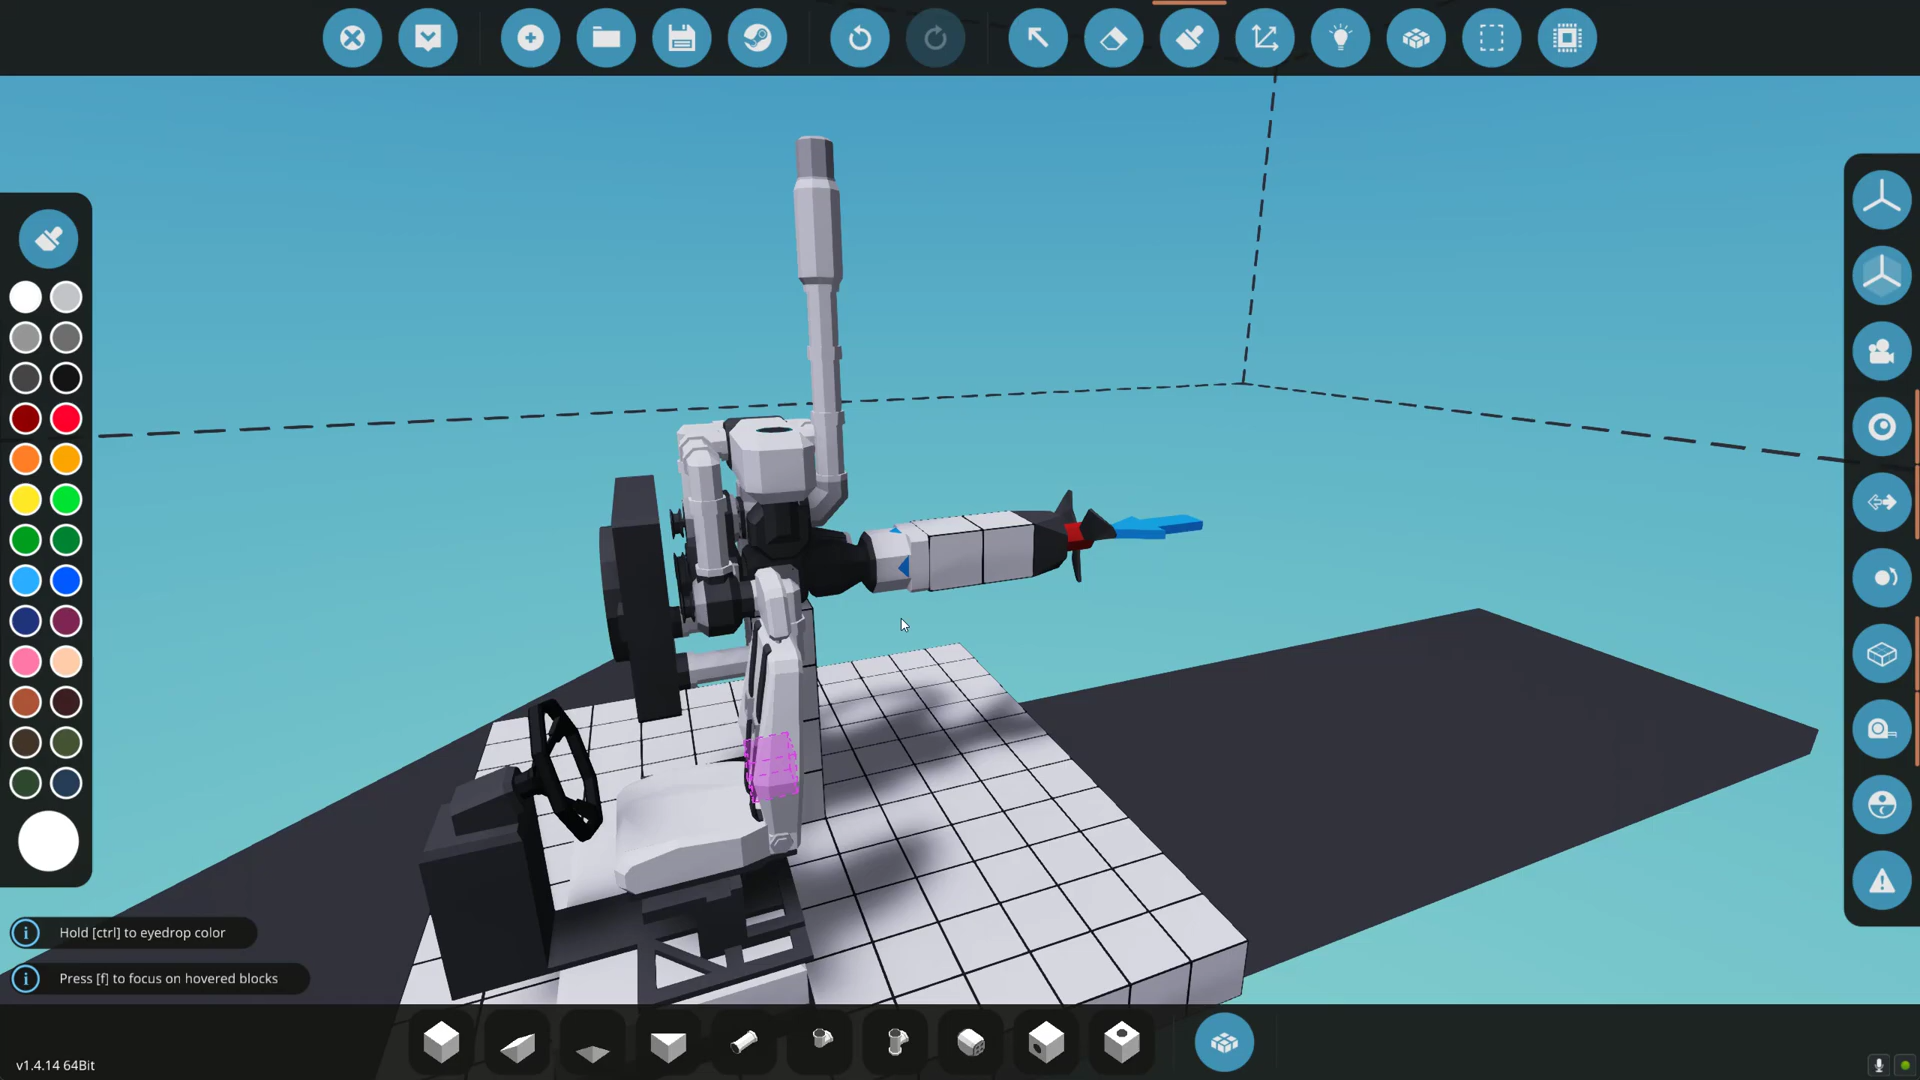 Hold [ctrl] to eyedrop color
Press [f] to focus on hovered blocks
v1.4.14 64Bit